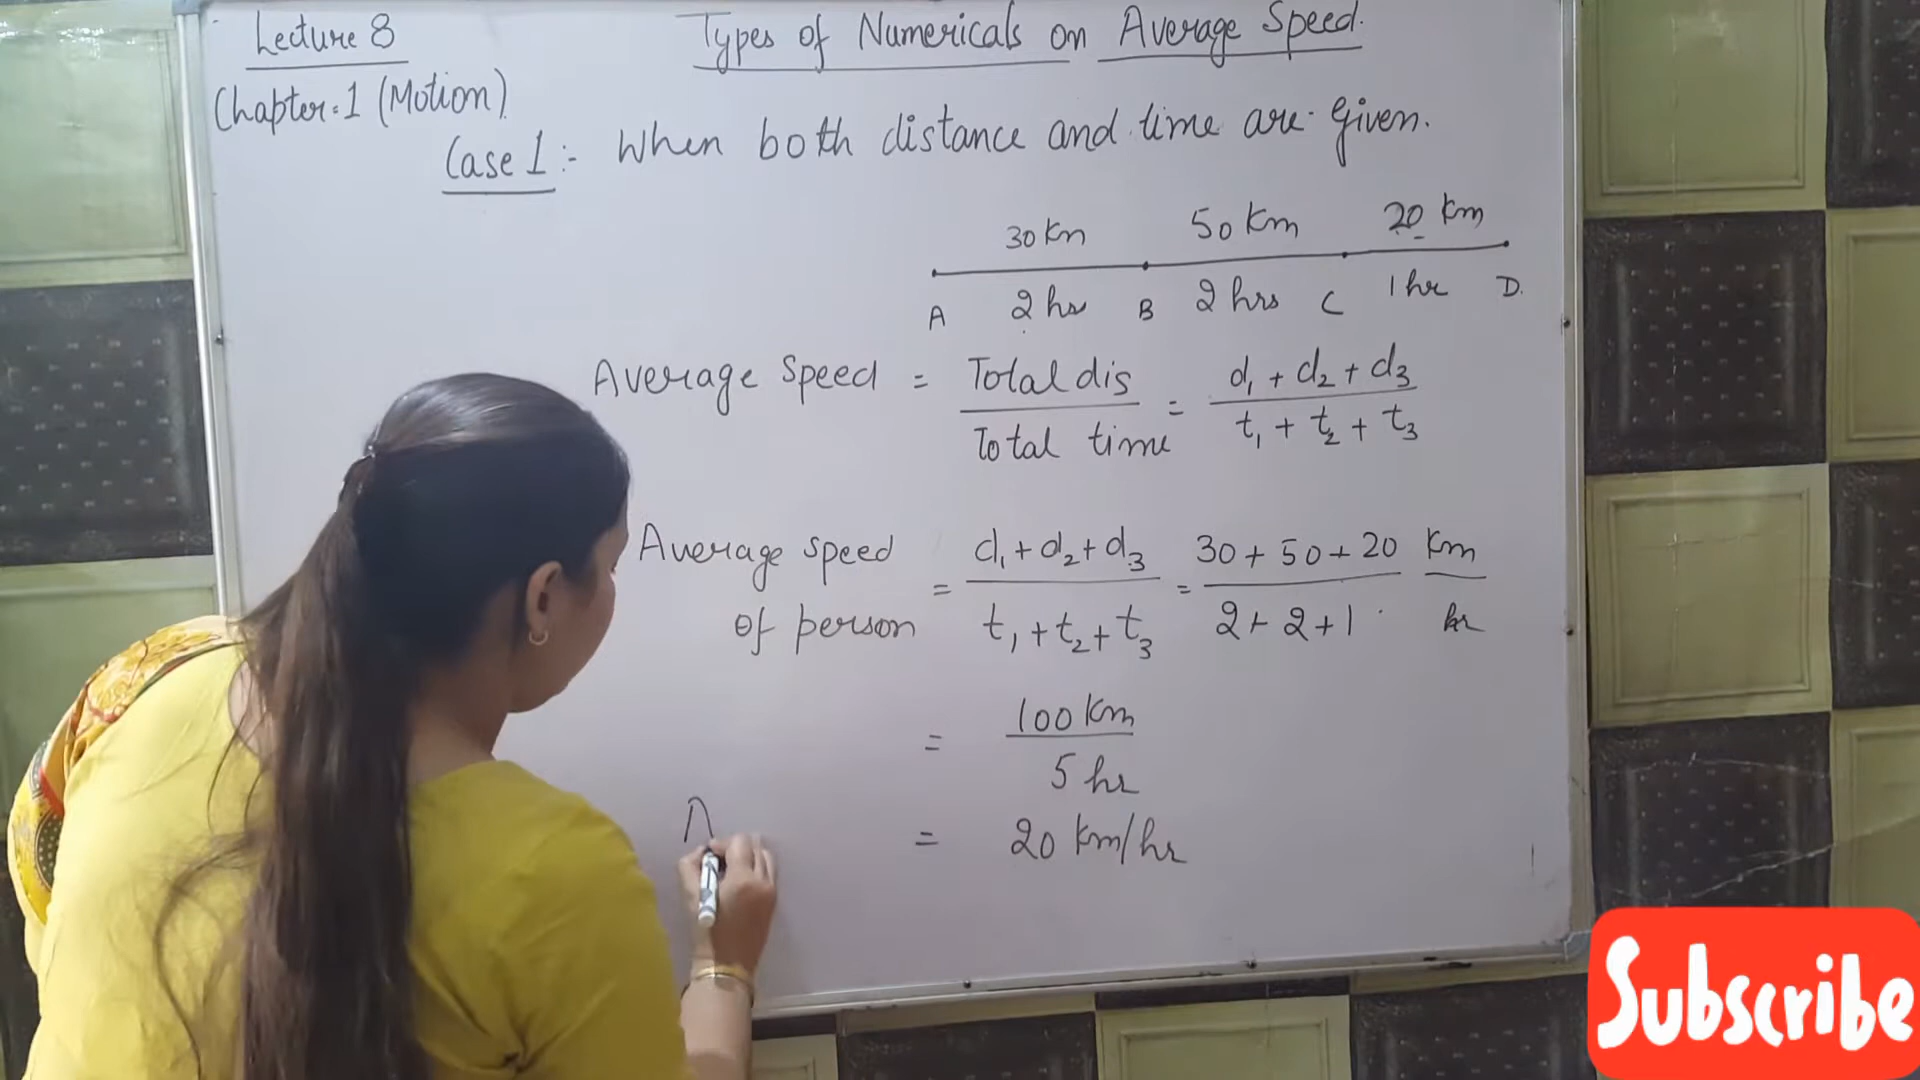 Lecture 8
Types of Numericals on Average Speed.
Chapter.1 (Motion)
Case 1:- When both distance and time are given.
30 Km 50 Km 20 Km
A 2 hrs B 2 hrs C 1 hr D.
Average Speed = Total dis / Total time = d₁ + d₂ + d₃ / t₁ + t₂ + t₃
Average speed of person = d₁ + d₂ + d₃ / t₁ + t₂ + t₃ = 30 + 50 + 20 / 2 + 2 + 1 Km / hr
= 100 Km / 5 hr
A = 20 Km/hr
Subscribe